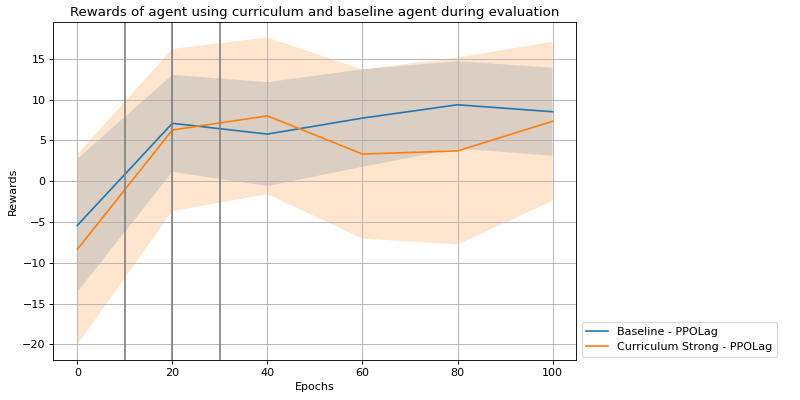 Rewards of agent using curriculum and baseline agent during evaluation
Rewards
15
10
5
0
−5
−10
−15
−20
0 20 40 60 80 100
Epochs
Baseline - PPOLag
Curriculum Strong - PPOLag